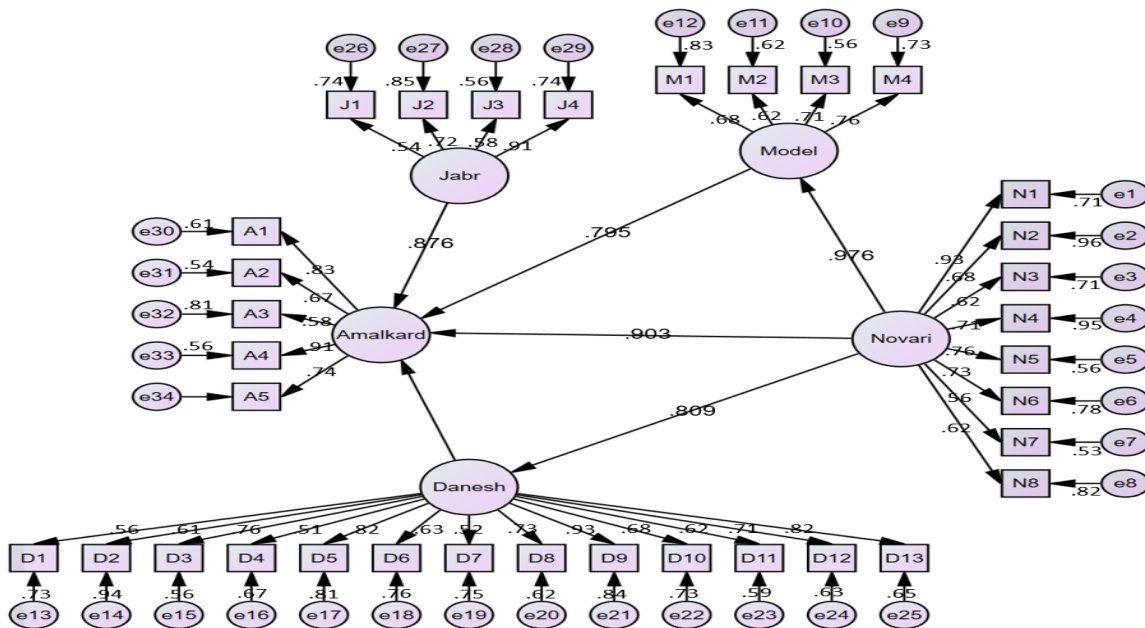 e26 e27 e28 e29
.74 .85 .56 .74
J1 J2 J3 J4
.54 .72 .58 .91
Jabr
e12 e11 e10 e9
.83 .62 .56 .73
M1 M2 M3 M4
.68 .62 .71 .76
Model
.876
.795
.976
e30 .61 A1
e31 .54 A2
e32 .81 A3
e33 .56 A4
e34 A5
.83
.67
.58
.91
.74
Amalkard
.903
Novari
.809
.93
.68
.62
.71
.76
.73
.56
.62
N1 .71 e1
N2 .96 e2
N3 .71 e3
N4 .95 e4
N5 .56 e5
N6 .78 e6
N7 .53 e7
N8 .82 e8
Danesh
.56 .61 .76 .51 .82 .63 .52 .73 .93 .68 .62 .71 .82
D1 D2 D3 D4 D5 D6 D7 D8 D9 D10 D11 D12 D13
.73 .94 .56 .67 .81 .76 .75 .62 .84 .73 .59 .63 .65
e13 e14 e15 e16 e17 e18 e19 e20 e21 e22 e23 e24 e25